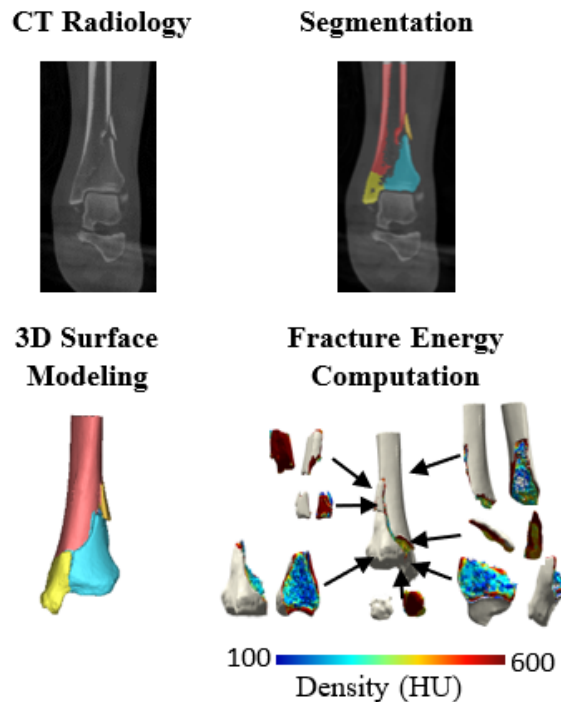 CT Radiology
Segmentation
3D Surface
Modeling
Fracture Energy
Computation
100
600
Density (HU)